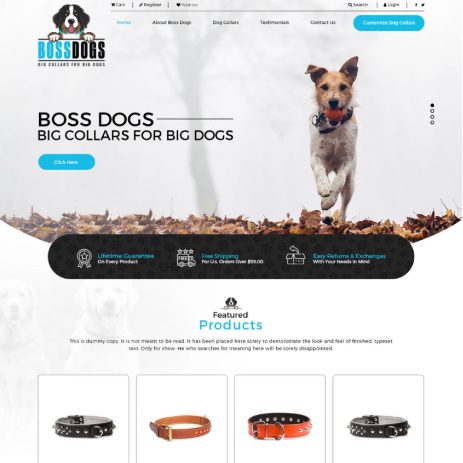 Cart | Register | Wish List
Search | Login |
BOSSDOGS
BIG COLLARS FOR BIG DOGS
Home
About Boss Dogs
Dog Collars
Testimonials
Contact Us
Customize Dog Collars
BOSS DOGS
BIG COLLARS FOR BIG DOGS
Click Here
Lifetime Guarantee
On Every Product
Free Shipping
For U.s. Orders Over $59.00
Easy Returns & Exchanges
With Your Needs in Mind
Featured
Products
This is dummy copy. It is not meant to be read. It has been placed here solely to demonstrate the look and feel of finished, typeset
text. Only for show. He who searches for meaning here will be sorely disappointed.